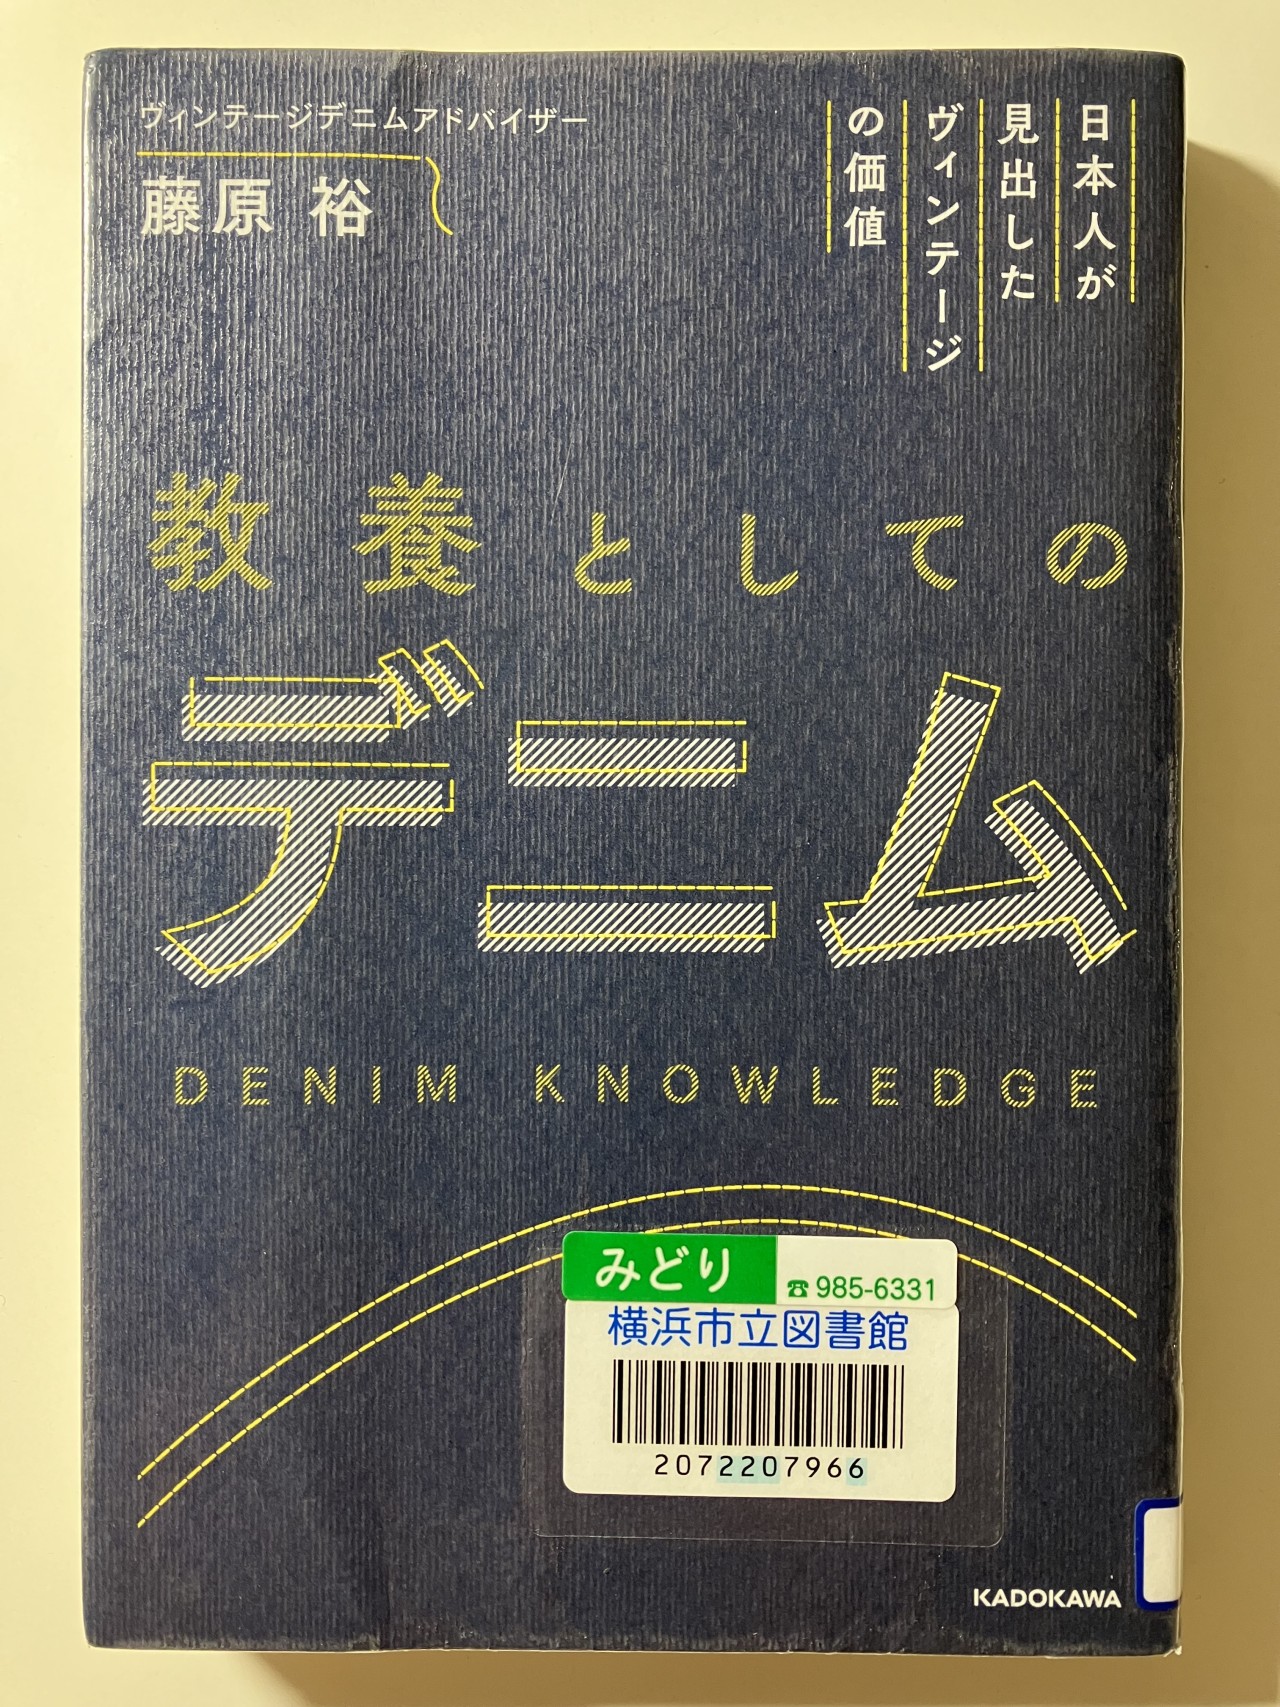 ヴィンテージデニムアドバイザー
藤原 裕
日本人が
見出した
ヴィンテージ
の価値
教養としての
デニム
DENIM KNOWLEDGE
みどり
☎985-6331
横浜市立図書館
2072207966
KADOKAWA